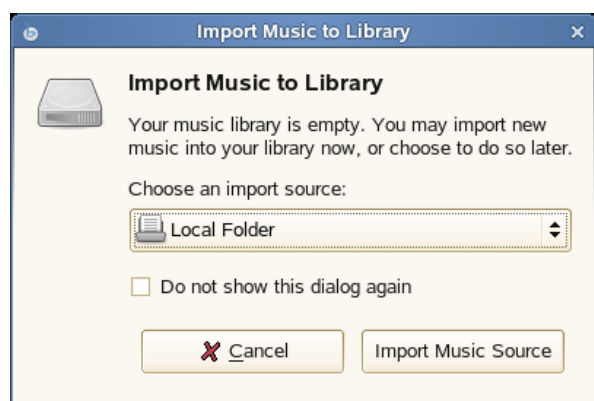 Import Music to Library
Import Music to Library
Your music library is empty. You may import new
music into your library now, or choose to do so later.
Choose an import source:
Local Folder
Do not show this dialog again
Cancel
Import Music Source